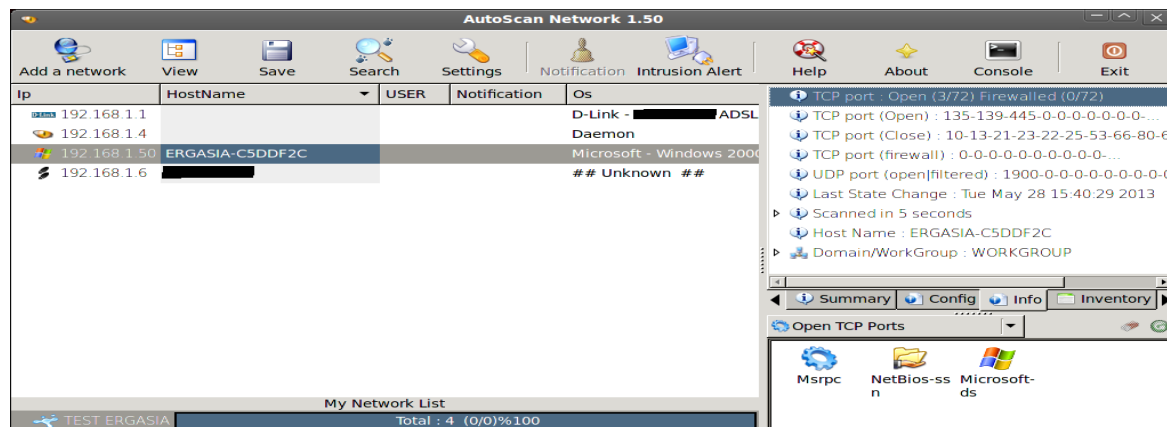 AutoScan Network 1.50
Add a network View Save Search Settings Notification Intrusion Alert Help About Console Exit
Ip HostName USER Notification Os
192.168.1.1 D-Link - ADSL
192.168.1.4 Daemon
192.168.1.50 ERGASIA-C5DDF2C Microsoft - Windows 2000
192.168.1.6 ## Unknown ##
My Network List
TEST ERGASIA Total : 4 (0/0)%100
TCP port : Open (3/72) Firewalled (0/72)
TCP port (Open) : 135-139-445-0-0-0-0-0-0-0-...
TCP port (Close) : 10-13-21-23-22-25-53-66-80-6
TCP port (firewall) : 0-0-0-0-0-0-0-0-0-0-...
UDP port (open|filtered) : 1900-0-0-0-0-0-0-0-0
Last State Change : Tue May 28 15:40:29 2013
Scanned in 5 seconds
Host Name : ERGASIA-C5DDF2C
Domain/WorkGroup : WORKGROUP
Summary Config Info Inventory
Open TCP Ports
Msrpc NetBios-ss Microsoft-
n ds